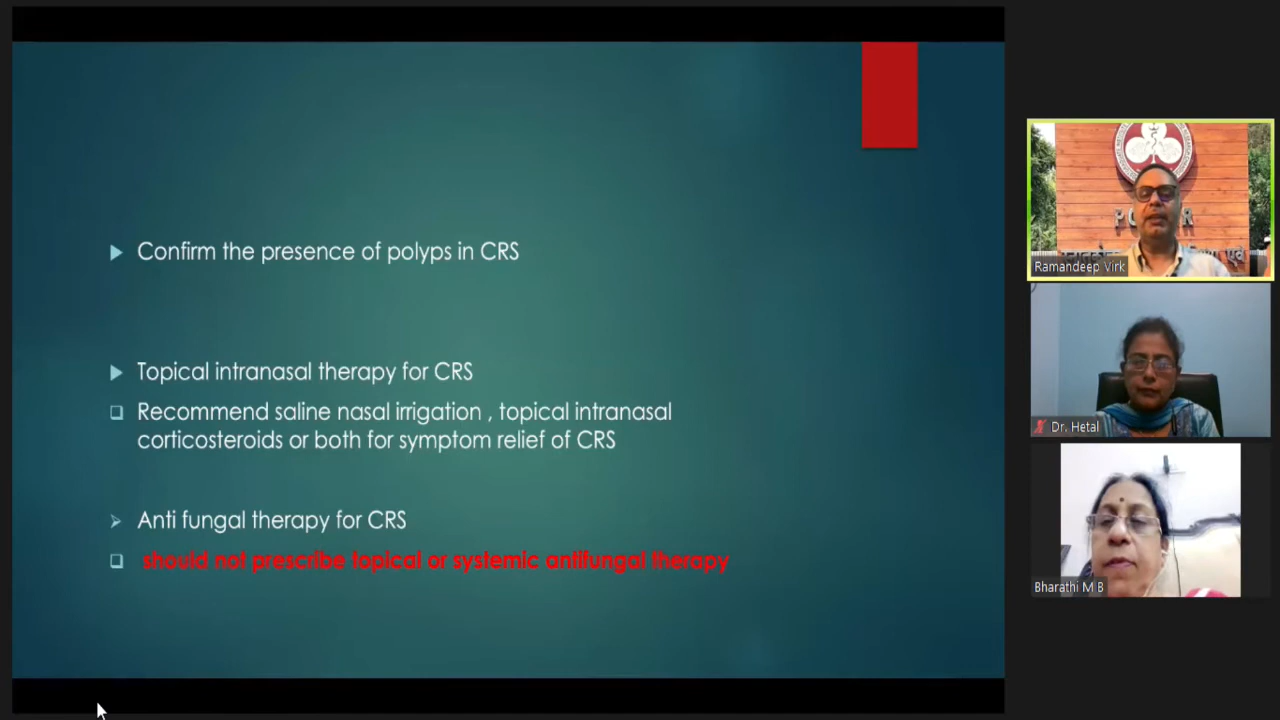 Confirm the presence of polyps in CRS
Topical intranasal therapy for CRS
Recommend saline nasal irrigation , topical intranasal
corticosteroids or both for symptom relief of CRS
Anti fungal therapy for CRS
should not prescribe topical or systemic antifungal therapy
Ramandeep Virk
Dr. Hetal
Bharathi M B